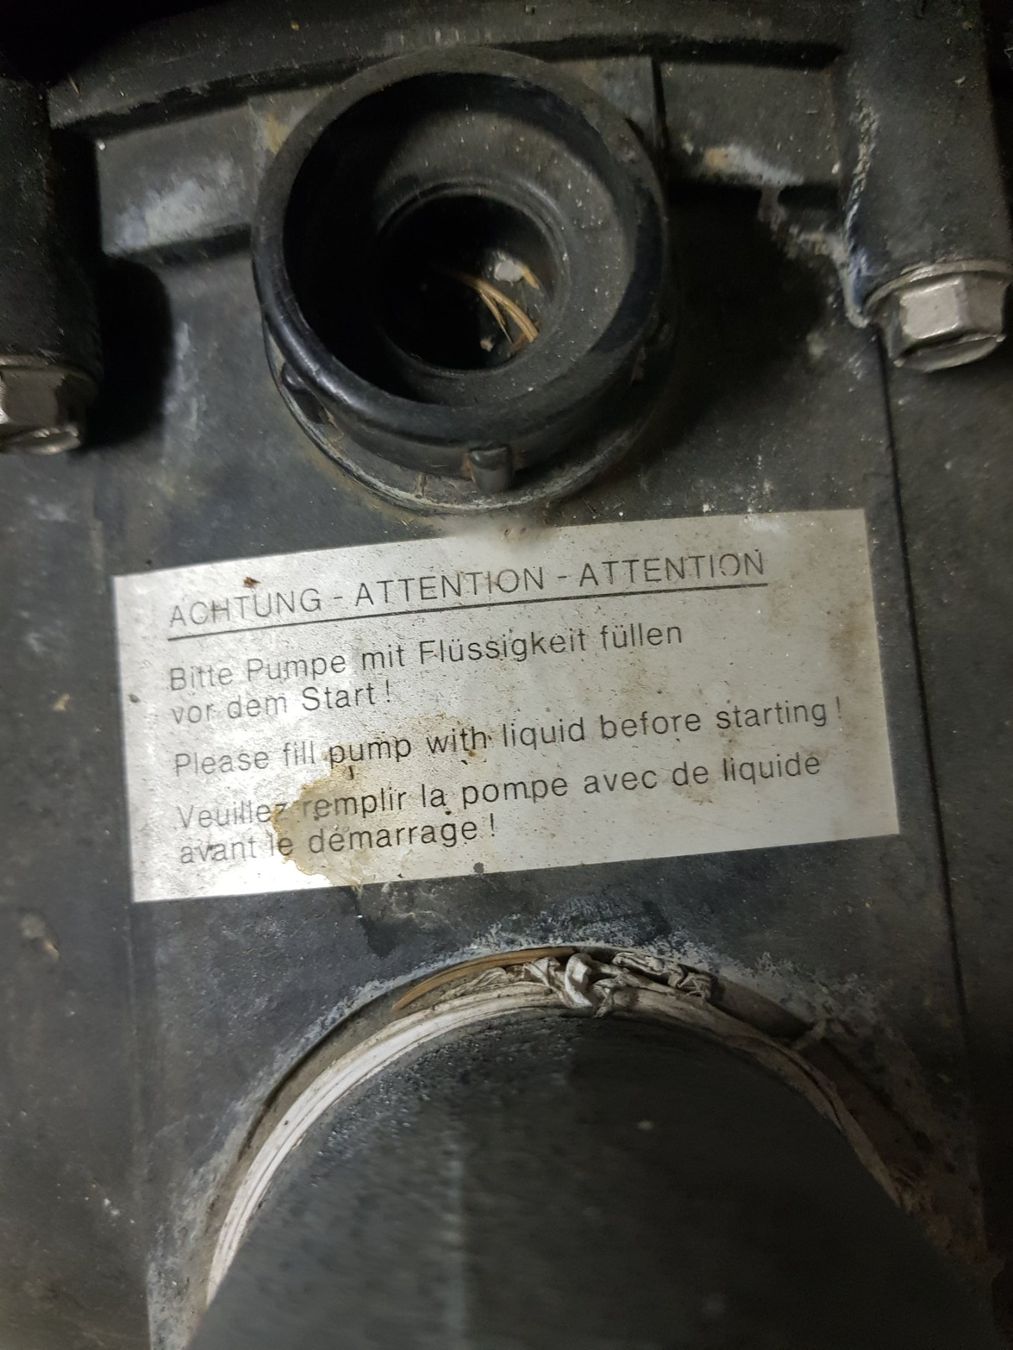 ACHTUNG - ATTENTION - ATTENTION
Bitte Pumpe mit Flüssigkeit füllen
vor dem Start !
Please fill pump with liquid before starting !
Veuillez remplir la pompe avec de liquide
avant le démarrage !